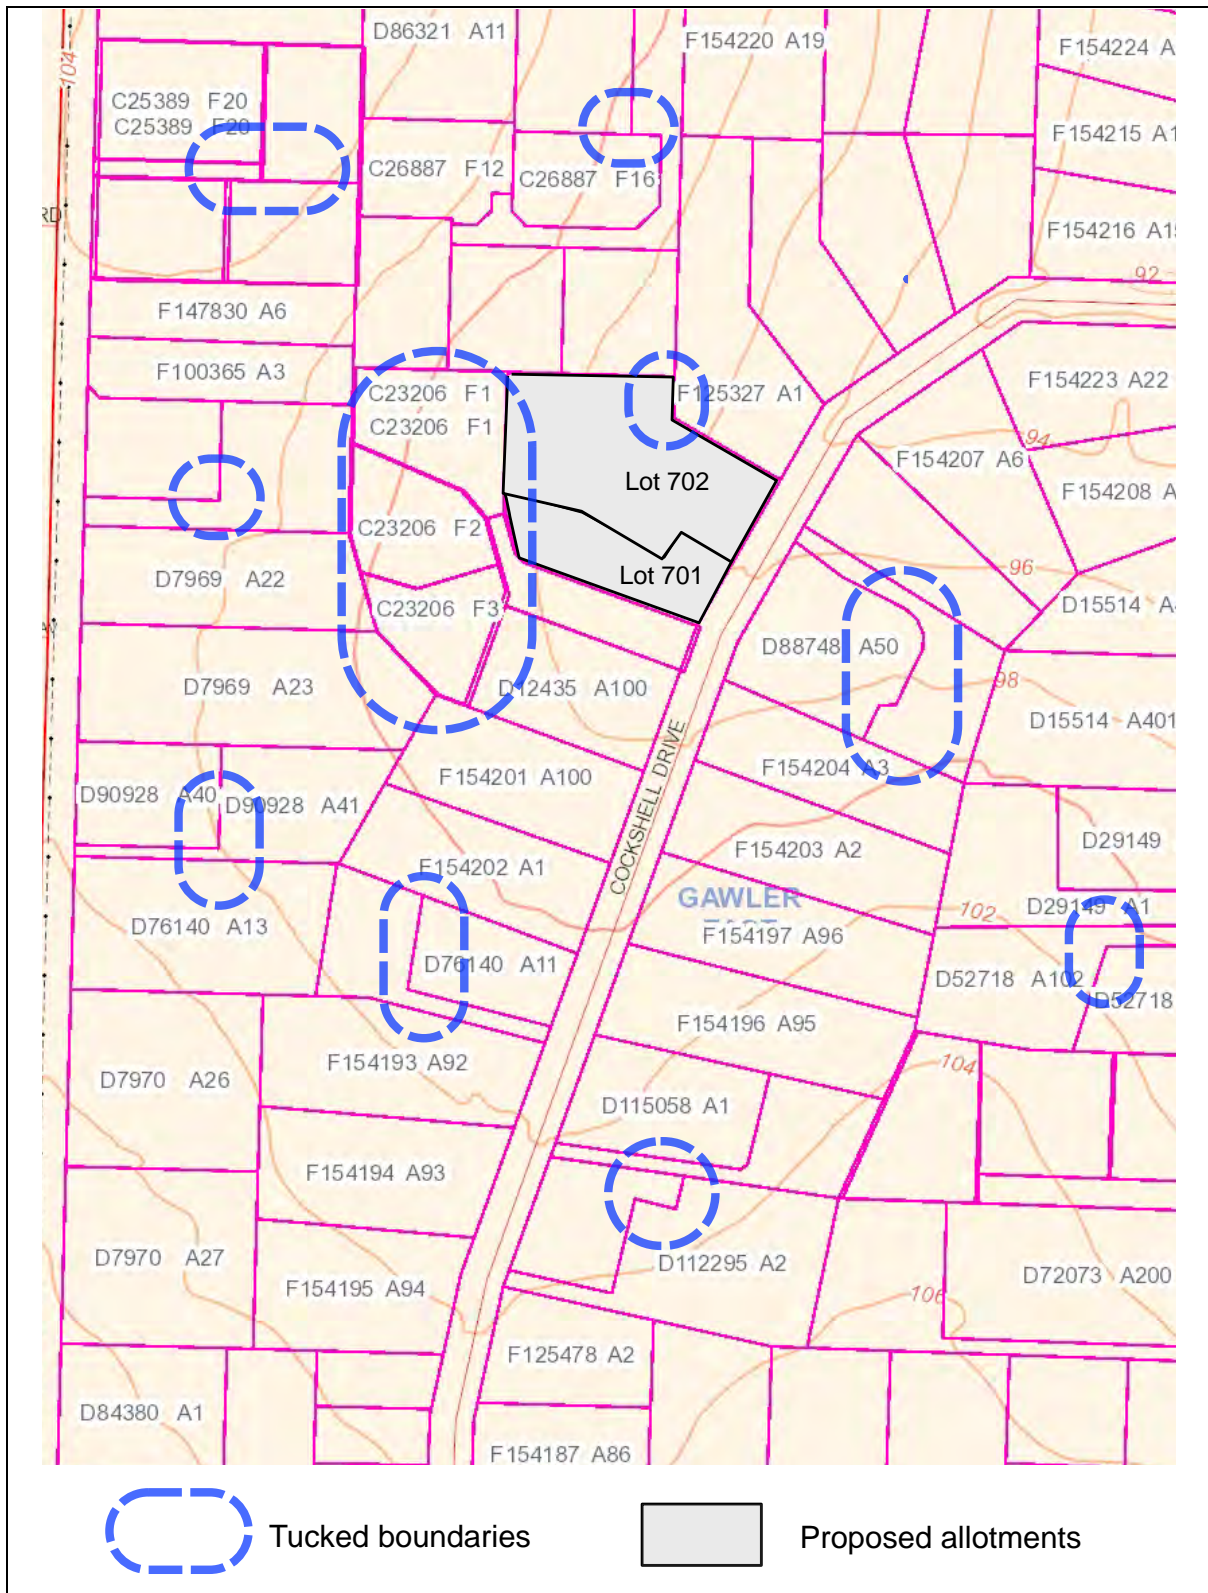 D86321 A11
F154220 A19
F154224 A
104
C25389 F20
C25389 F20
F154215 A1
C26887 F12
C26887 F16
RD
F154216 A1
92
F147830 A6
F100365 A3
C23206 F1
F125327 A1
F154223 A22
C23206 F1
94
F154207 A6
Lot 702
F154208 A
C23206 F2
D7969 A22
Lot 701
96
C23206 F3
D15514 A4
D88748 A50
D7969 A23
D12435 A100
98
D15514 A401
F154201 A100
F154204 A3
COCKSHELL DRIVE
D90928 A40
D90928 A41
D29149
F154202 A1
F154203 A2
GAWLER
EAST
D29149 A1
102
D76140 A13
F154197 A96
D76140 A11
D52718 A102
D52718
F154196 A95
F154193 A92
104
D7970 A26
D115058 A1
F154194 A93
D7970 A27
D112295 A2
D72073 A200
F154195 A94
106
F125478 A2
D84380 A1
F154187 A86
Tucked boundaries
Proposed allotments